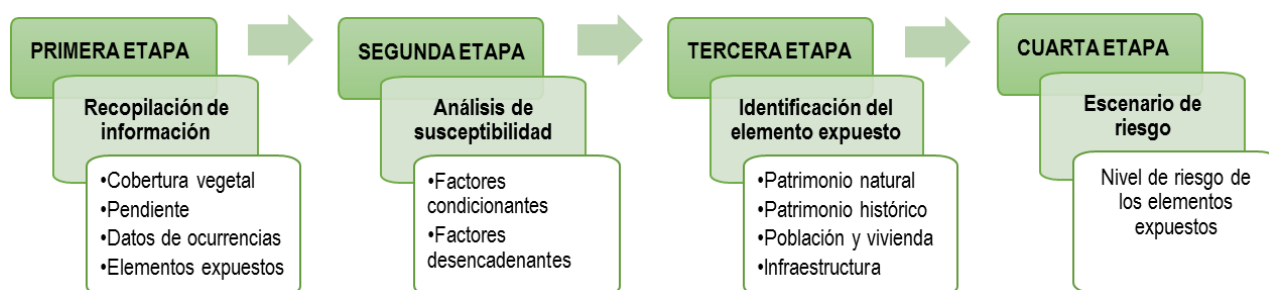 PRIMERA ETAPA
Recopilación de
información
•Cobertura vegetal
•Pendiente
•Datos de ocurrencias
•Elementos expuestos
SEGUNDA ETAPA
Análisis de
susceptibilidad
•Factores
condicionantes
•Factores
desencadenantes
TERCERA ETAPA
Identificación del
elemento expuesto
•Patrimonio natural
•Patrimonio histórico
•Población y vivienda
•Infraestructura
CUARTA ETAPA
Escenario de
riesgo
Nivel de riesgo de
los elementos
expuestos